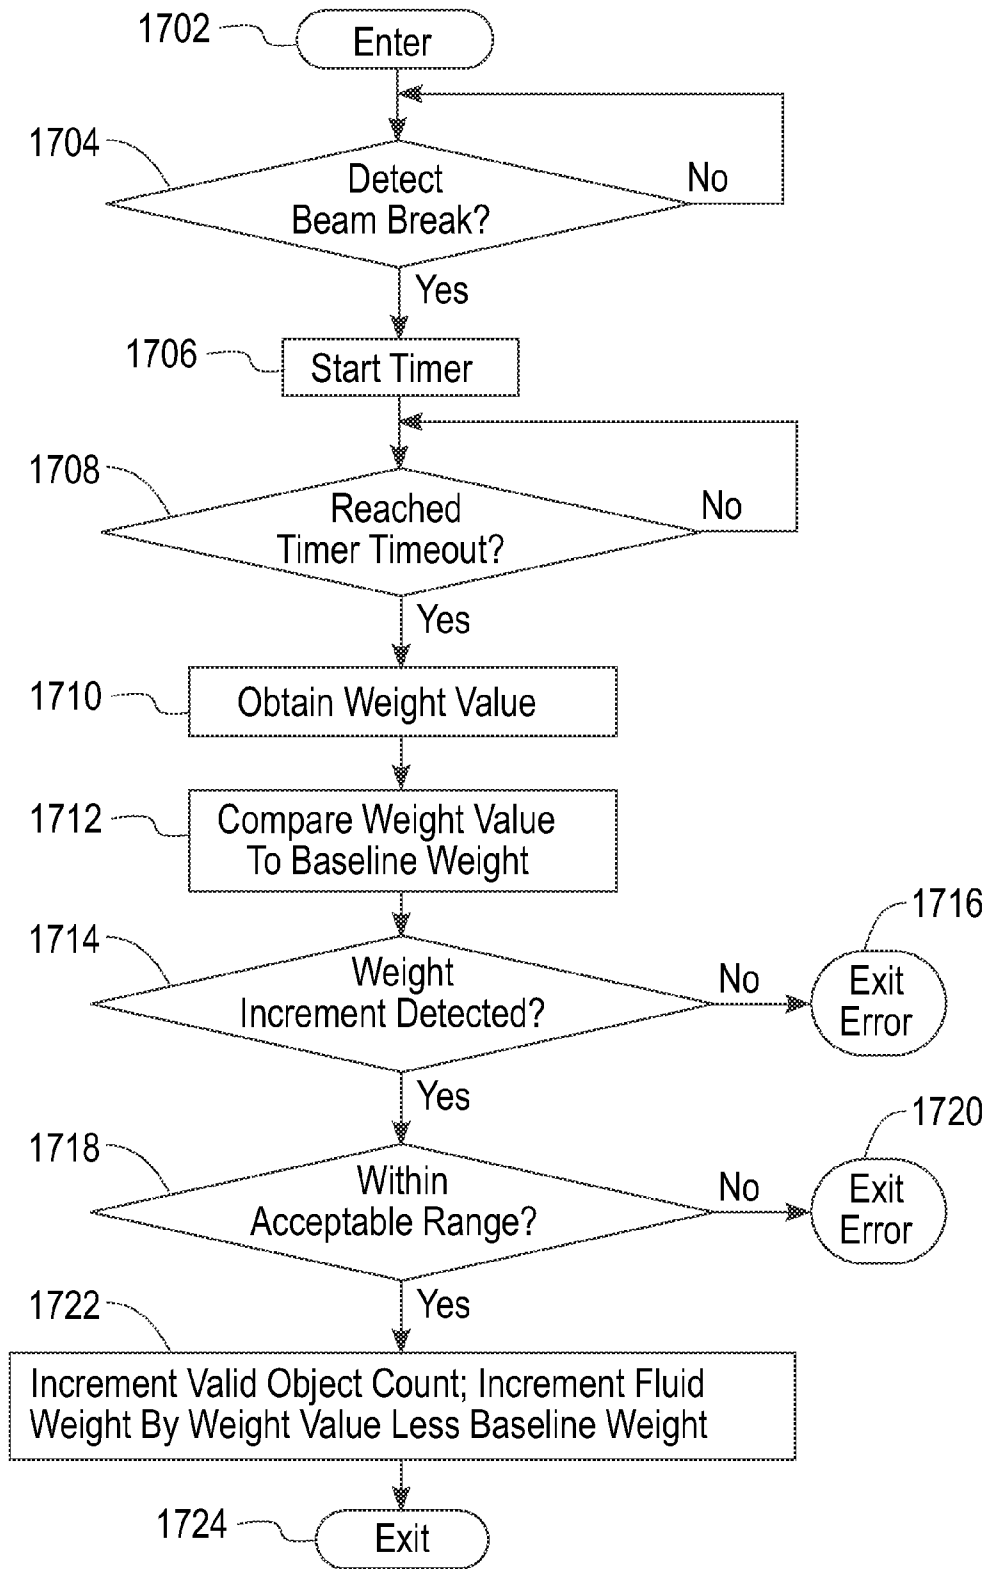 1702
Enter
1704
Detect
Beam Break?
No
Yes
1706
Start Timer
1708
Reached
Timer Timeout?
No
Yes
1710
Obtain Weight Value
1712
Compare Weight Value
To Baseline Weight
1714
Weight
Increment Detected?
No
1716
Exit
Error
Yes
1718
Within
Acceptable Range?
No
1720
Exit
Error
Yes
1722
Increment Valid Object Count; Increment Fluid
Weight By Weight Value Less Baseline Weight
1724
Exit